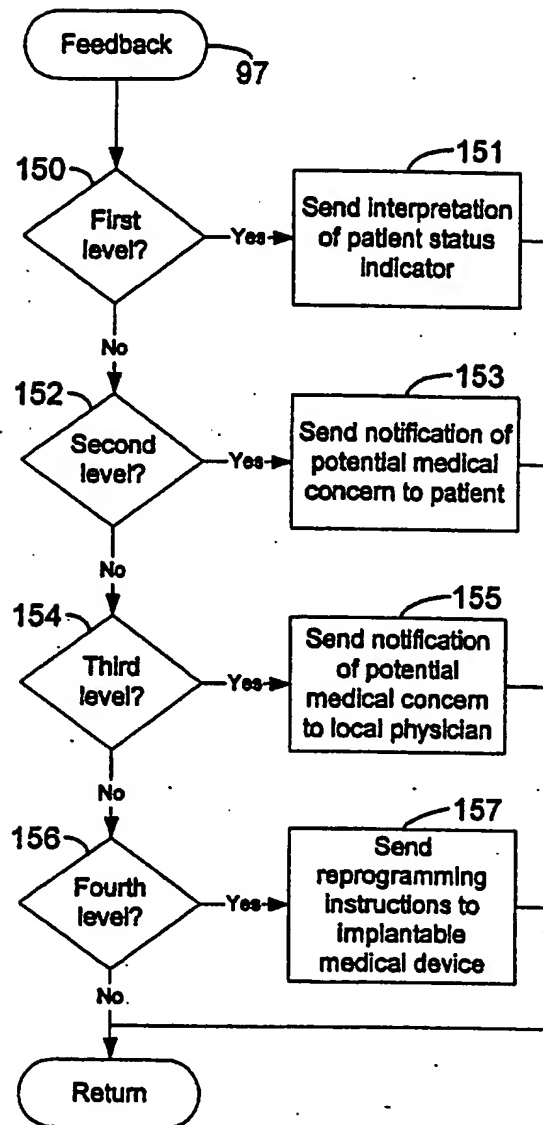 Feedback
97
150
First
level?
Yes
151
Send interpretation
of patient status
indicator
No
152
Second
level?
Yes
153
Send notification of
potential medical
concern to patient
No
154
Third
level?
Yes
155
Send notification
of potential
medical concern
to local physician
No
156
Fourth
level?
Yes
157
Send
reprogramming
instructions to
implantable
medical device
No
Return